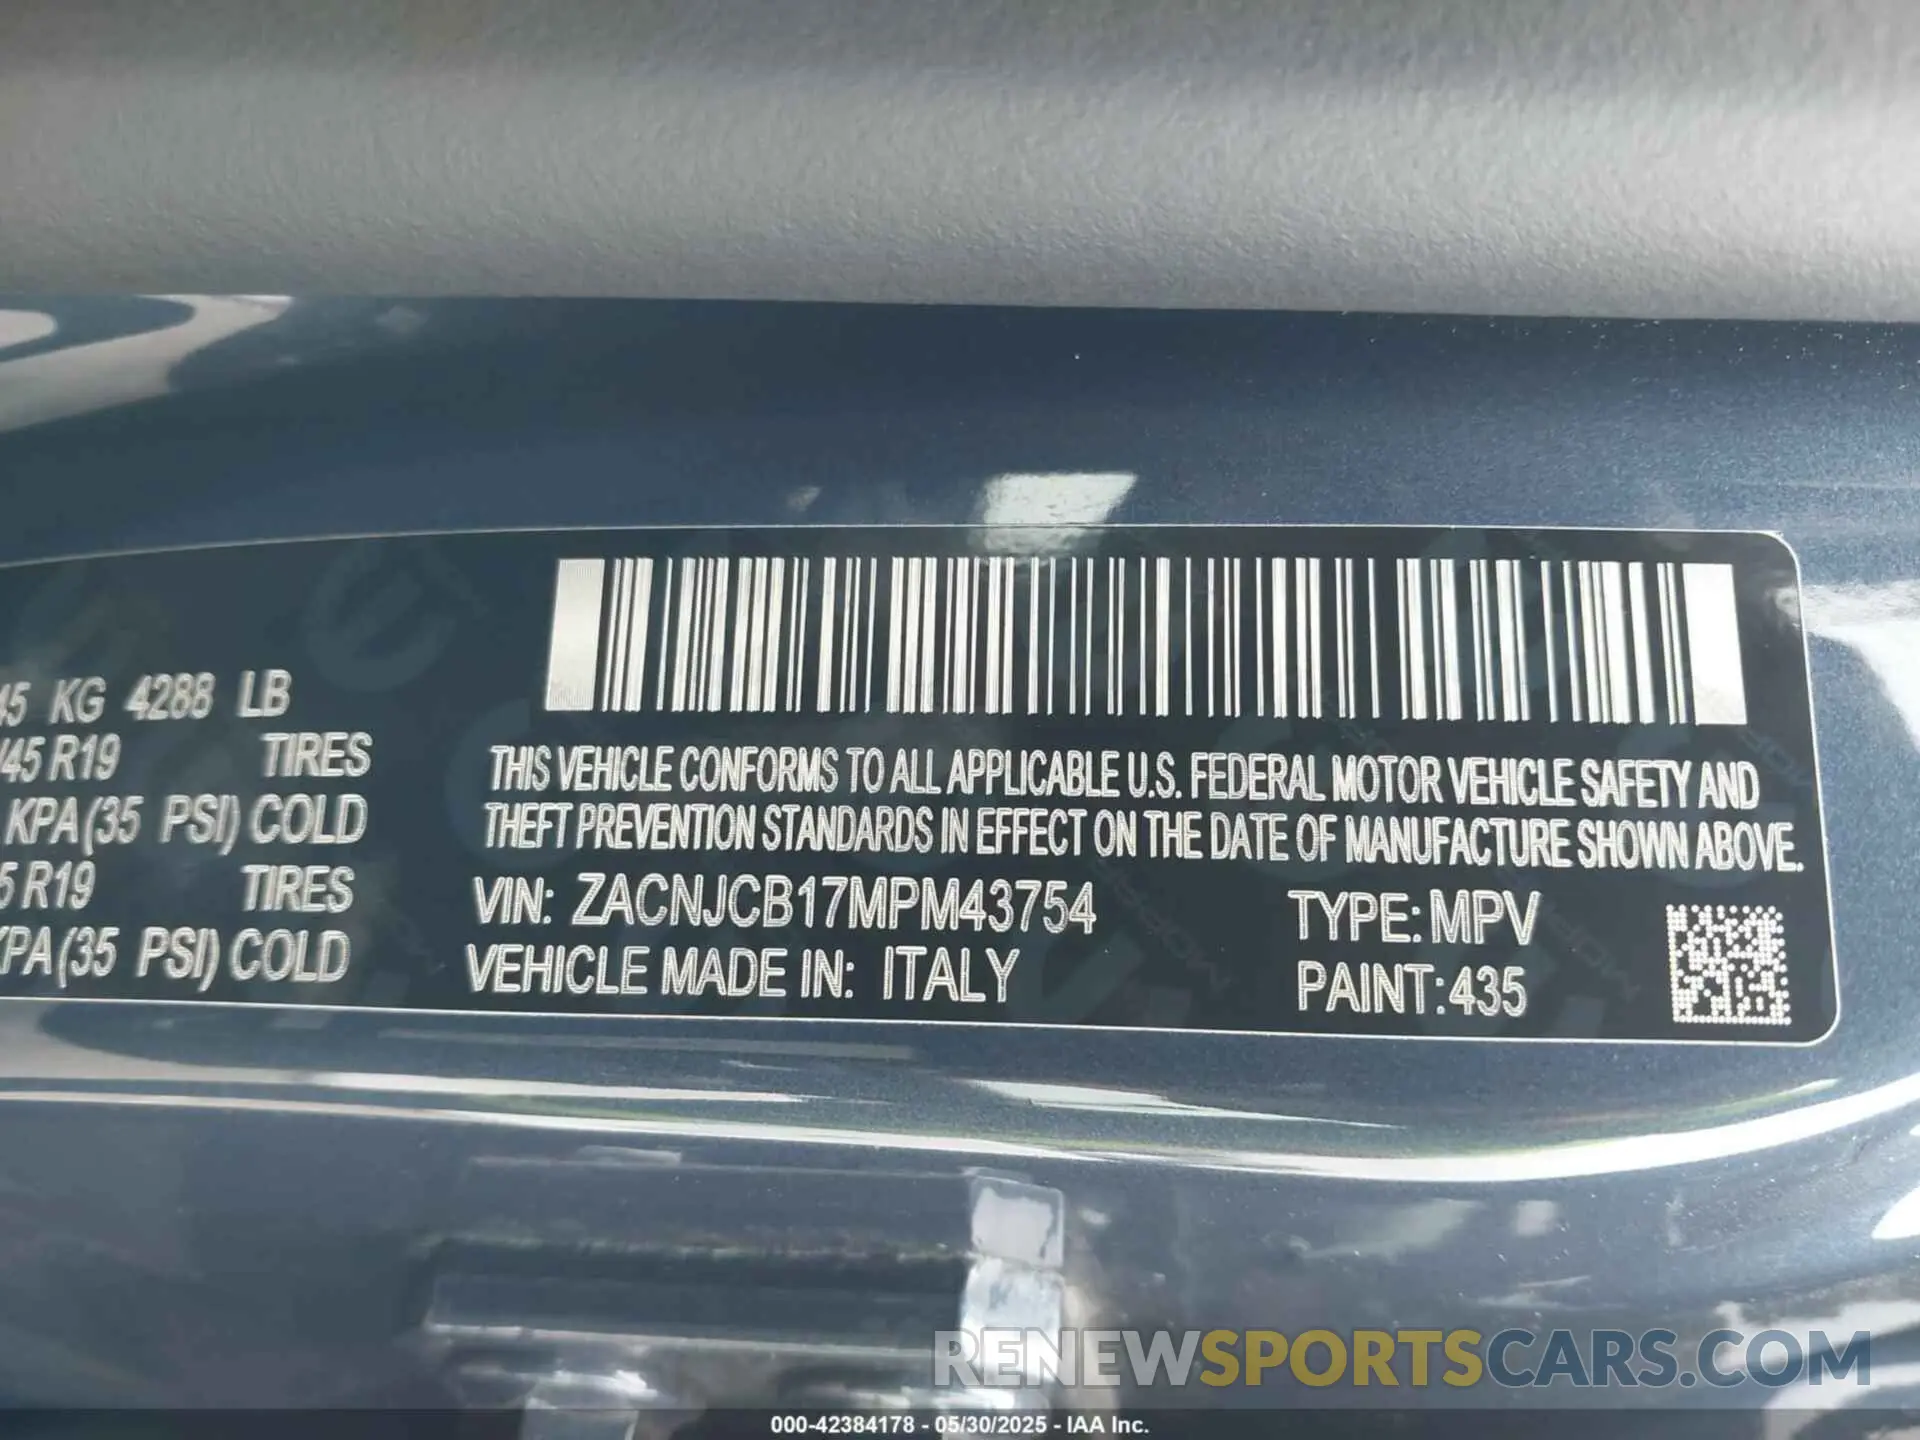 45 KG 4288 LB
/45 R19 TIRES
KPA(35 PSI) COLD
5 R19 TIRES
KPA(35 PSI) COLD
THIS VEHICLE CONFORMS TO ALL APPLICABLE U.S. FEDERAL MOTOR VEHICLE SAFETY AND
THEFT PREVENTION STANDARDS IN EFFECT ON THE DATE OF MANUFACTURE SHOWN ABOVE.
VIN: ZACNJCB17MPM43754 TYPE: MPV
VEHICLE MADE IN: ITALY PAINT:435
RENEWSPORTSCARS.COM
000-42384178 - 05/30/2025 - IAA Inc.